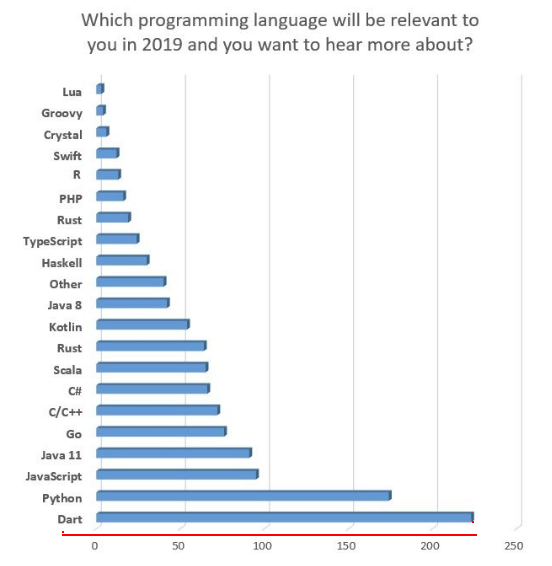 Which programming language will be relevant to
you in 2019 and you want to hear more about?
Lua
Groovy
Crystal
Swift
R
PHP
Rust
TypeScript
Haskell
Other
Java 8
Kotlin
Rust
Scala
C#
C/C++
Go
Java 11
JavaScript
Python
Dart
0 50 100 150 200 250